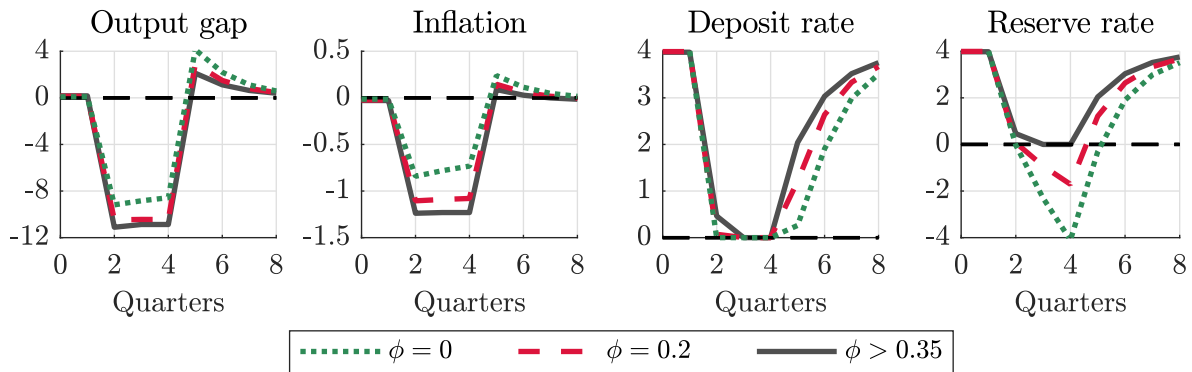 Output gap Inflation Deposit rate Reserve rate
4 0.5 4 4
0 0 3 2
-4 -0.5 2 0
-8 -1 1 -2
-12 -1.5 0 -4
0 2 4 6 8 0 2 4 6 8 0 2 4 6 8 0 2 4 6 8
Quarters Quarters Quarters Quarters
ϕ = 0 ϕ = 0.2 ϕ > 0.35